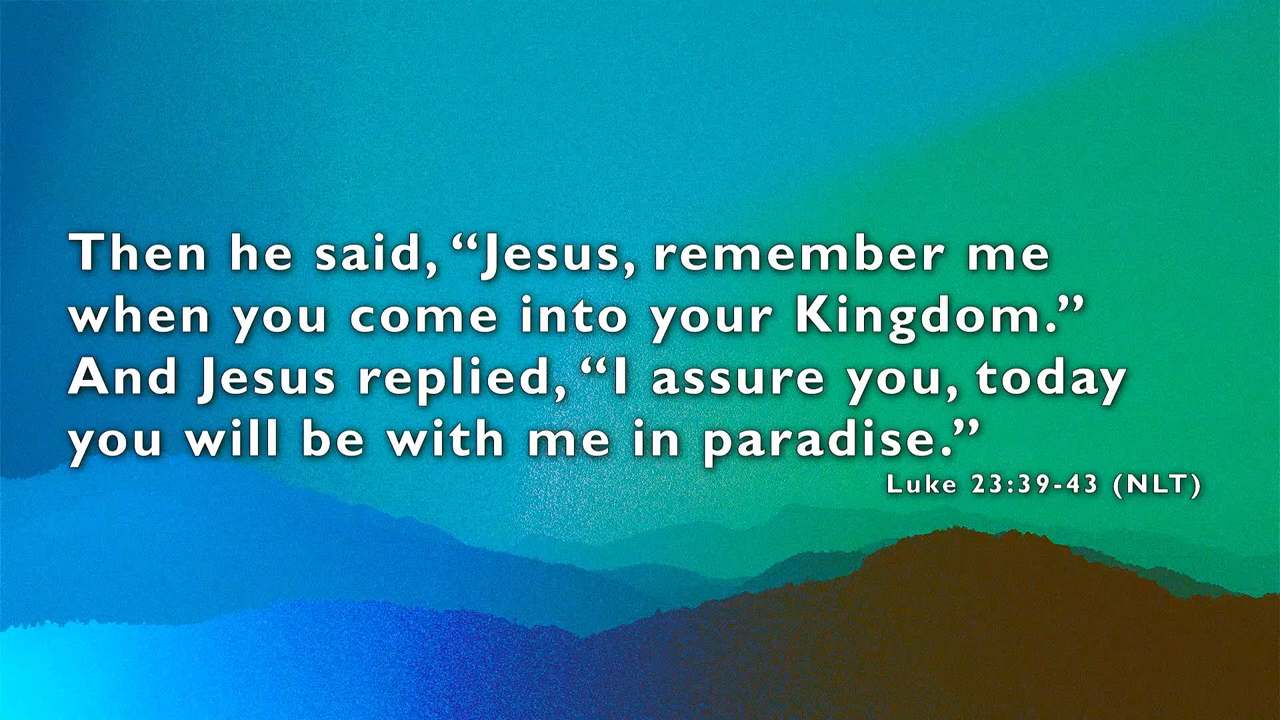 Then he said, “Jesus, remember me
when you come into your Kingdom.”
And Jesus replied, “I assure you, today
you will be with me in paradise.”
Luke 23:39-43 (NLT)